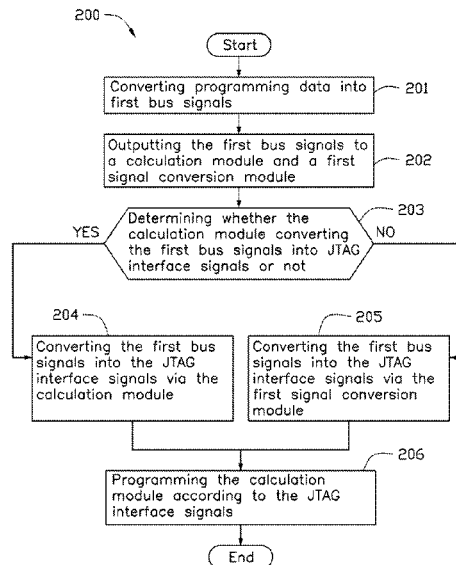 200
Start
Converting programming data into
first bus signals
201
Outputting the first bus signals to
a calculation module and a first
signal conversion module
202
203
Determining whether the
calculation module converting
the first bus signals into JTAG
interface signals or not
YES
NO
204
Converting the first bus
signals into the JTAG
interface signals via the
calculation module
205
Converting the first bus
signals into the JTAG
interface signals via the
first signal conversion
module
206
Programming the calculation
module according to the JTAG
interface signals
End